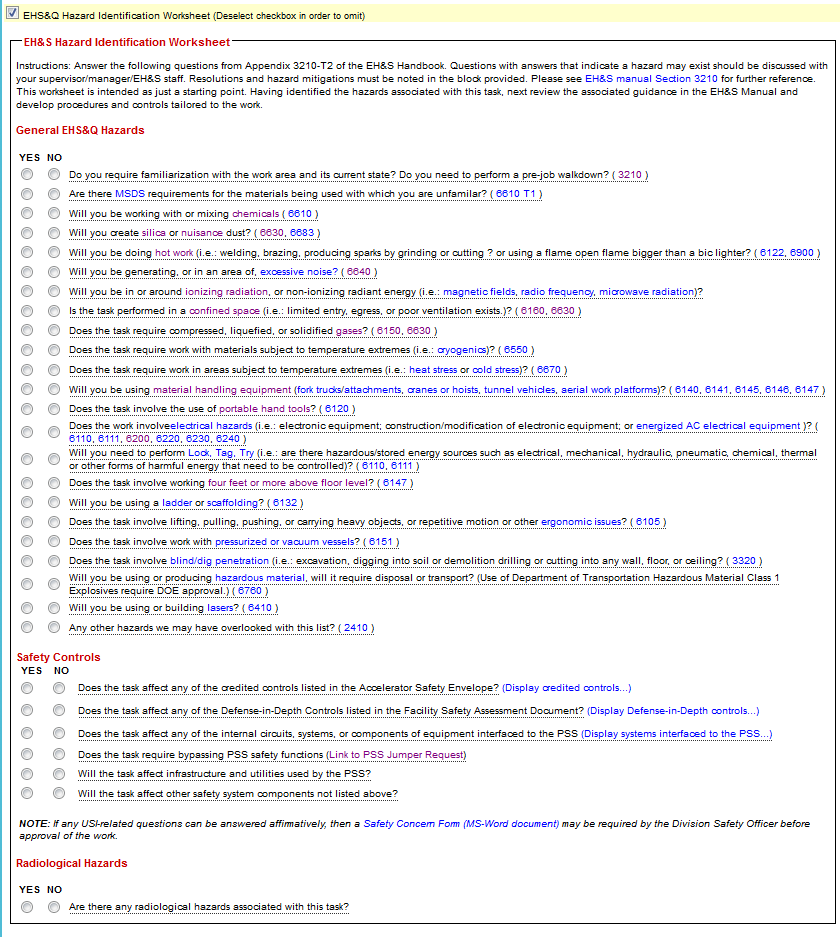 EHS&Q Hazard Identification Worksheet (Deselect checkbox in order to omit)
EH&S Hazard Identification Worksheet
Instructions: Answer the following questions from Appendix 3210-T2 of the EH&S Handbook. Questions with answers that indicate a hazard may exist should be discussed with
your supervisor/manager/EH&S staff. Resolutions and hazard mitigations must be noted in the block provided. Please see EH&S manual Section 3210 for further reference.
This worksheet is intended as just a starting point. Having identified the hazards associated with this task, next review the associated guidance in the EH&S Manual and
develop procedures and controls tailored to the work.
General EHS&Q Hazards
YES NO
Do you require familiarization with the work area and its current state? Do you need to perform a pre-job walkdown? ( 3210 )
Are there MSDS requirements for the materials being used with which you are unfamilar? ( 6610 T1 )
Will you be working with or mixing chemicals ( 6610 )
Will you create silica or nuisance dust? ( 6630, 6683 )
Will you be doing hot work (i.e.: welding, brazing, producing sparks by grinding or cutting ? or using a flame open flame bigger than a bic lighter? ( 6122, 6900 )
Will you be generating, or in an area of, excessive noise? ( 6640 )
Will you be in or around ionizing radiation, or non-ionizing radiant energy (i.e.: magnetic fields, radio frequency, microwave radiation)?
Is the task performed in a confined space (i.e.: limited entry, egress, or poor ventilation exists.)? ( 6160, 6630 )
Does the task require compressed, liquefied, or solidified gases? ( 6150, 6630 )
Does the task require work with materials subject to temperature extremes (i.e.: cryogenics)? ( 6550 )
Does the task require work in areas subject to temperature extremes (i.e.: heat stress or cold stress)? ( 6670 )
Will you be using material handling equipment (fork trucks/attachments, cranes or hoists, tunnel vehicles, aerial work platforms)? ( 6140, 6141, 6145, 6146, 6147 )
Does the task involve the use of portable hand tools? ( 6120 )
Does the work involveelectrical hazards (i.e.: electronic equipment; construction/modification of electronic equipment; or energized AC electrical equipment )? (
6110, 6111, 6200, 6220, 6230, 6240 )
Will you need to perform Lock, Tag, Try (i.e.: are there hazardous/stored energy sources such as electrical, mechanical, hydraulic, pneumatic, chemical, thermal
or other forms of harmful energy that need to be controlled)? ( 6110, 6111 )
Does the task involve working four feet or more above floor level? ( 6147 )
Will you be using a ladder or scaffolding? ( 6132 )
Does the task involve lifting, pulling, pushing, or carrying heavy objects, or repetitive motion or other ergonomic issues? ( 6105 )
Does the task involve work with pressurized or vacuum vessels? ( 6151 )
Does the task involve blind/dig penetration (i.e.: excavation, digging into soil or demolition drilling or cutting into any wall, floor, or ceiling? ( 3320 )
Will you be using or producing hazardous material, will it require disposal or transport? (Use of Department of Transportation Hazardous Material Class 1
Explosives require DOE approval.) ( 6760 )
Will you be using or building lasers? ( 6410 )
Any other hazards we may have overlooked with this list? ( 2410 )
Safety Controls
YES NO
Does the task affect any of the credited controls listed in the Accelerator Safety Envelope? (Display credited controls...)
Does the task affect any of the Defense-in-Depth Controls listed in the Facility Safety Assessment Document? (Display Defense-in-Depth controls...)
Does the task affect any of the internal circuits, systems, or components of equipment interfaced to the PSS (Display systems interfaced to the PSS...)
Does the task require bypassing PSS safety functions (Link to PSS Jumper Request)
Will the task affect infrastructure and utilities used by the PSS?
Will the task affect other safety system components not listed above?
NOTE: If any USI-related questions can be answered affimatively, then a Safety Concern Form (MS-Word document) may be required by the Division Safety Officer before
approval of the work.
Radiological Hazards
YES NO
Are there any radiological hazards associated with this task?